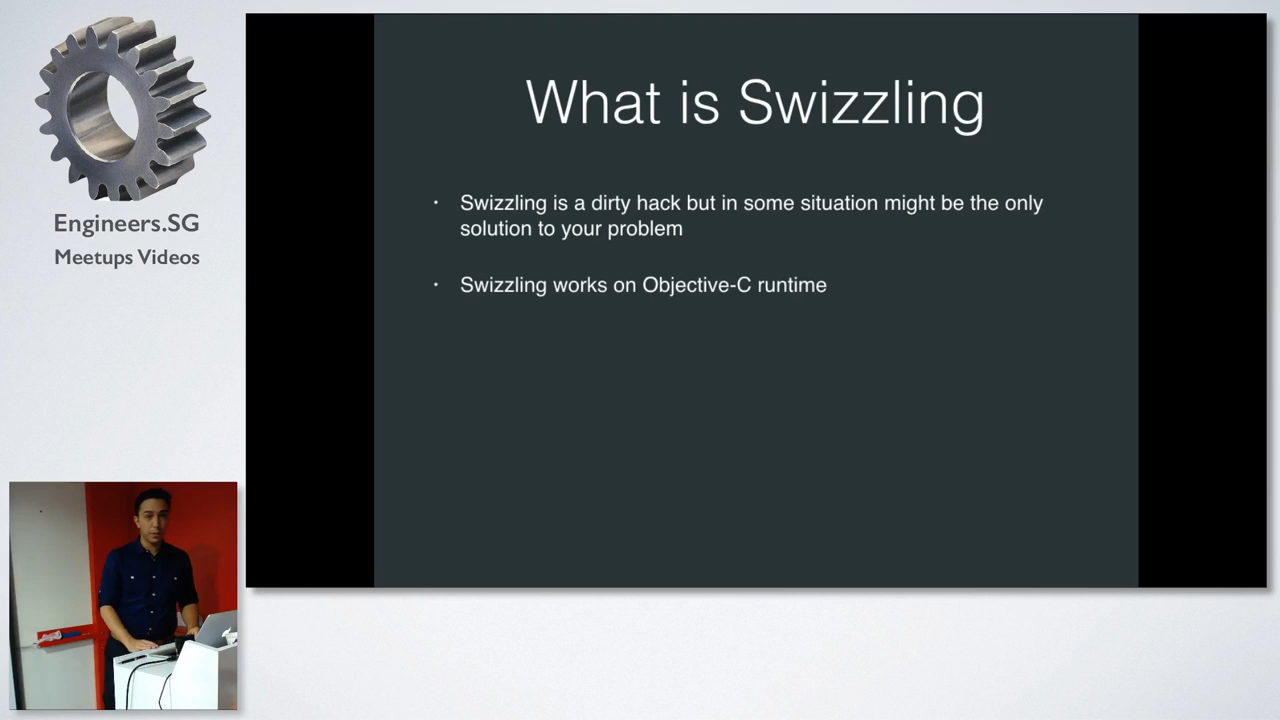 Engineers.SG
Meetups Videos
What is Swizzling
• Swizzling is a dirty hack but in some situation might be the only
solution to your problem
• Swizzling works on Objective-C runtime